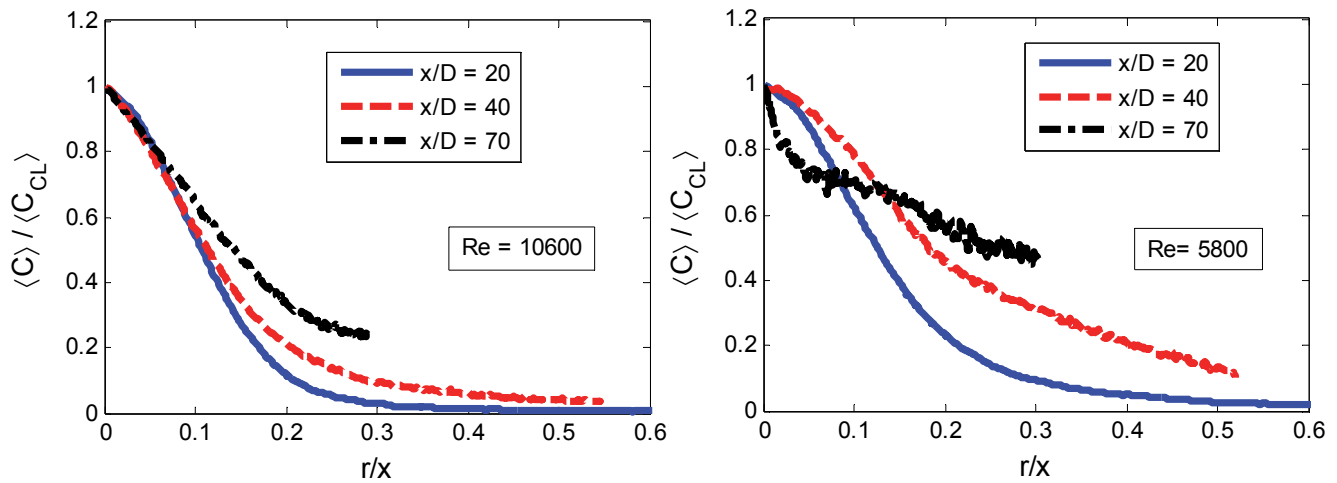 1.2
1
0.8
0.6
0.4
0.2
0
0 0.1 0.2 0.3 0.4 0.5 0.6
⟨C⟩ / ⟨C_CL⟩
r/x
x/D = 20
x/D = 40
x/D = 70
Re = 10600
1.2
1
0.8
0.6
0.4
0.2
0
0 0.1 0.2 0.3 0.4 0.5 0.6
⟨C⟩ / ⟨C_CL⟩
r/x
x/D = 20
x/D = 40
x/D = 70
Re= 5800